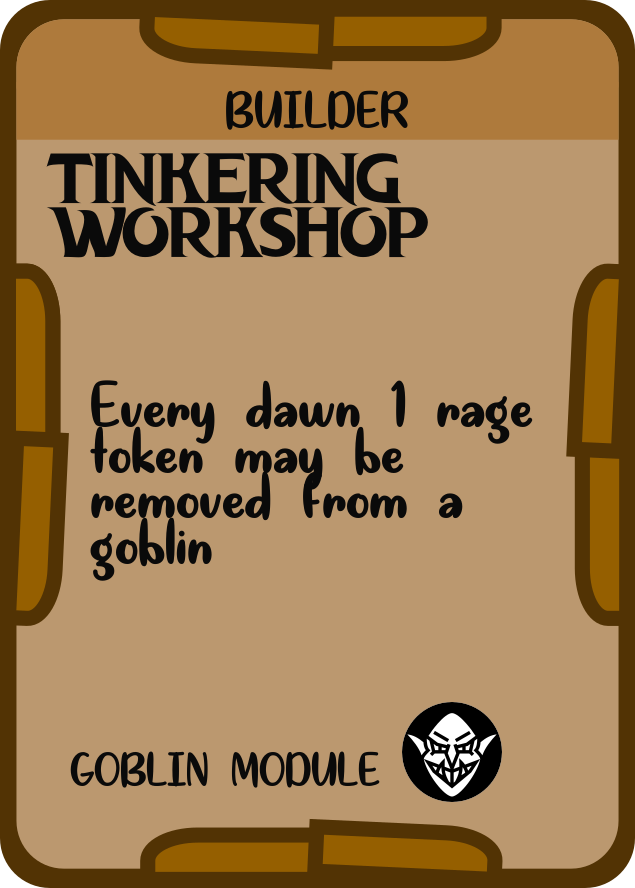 BUILDER
TINKERING
WORKSHOP
Every dawn 1 rage
token may be
removed from a
goblin
GOBLIN MODULE